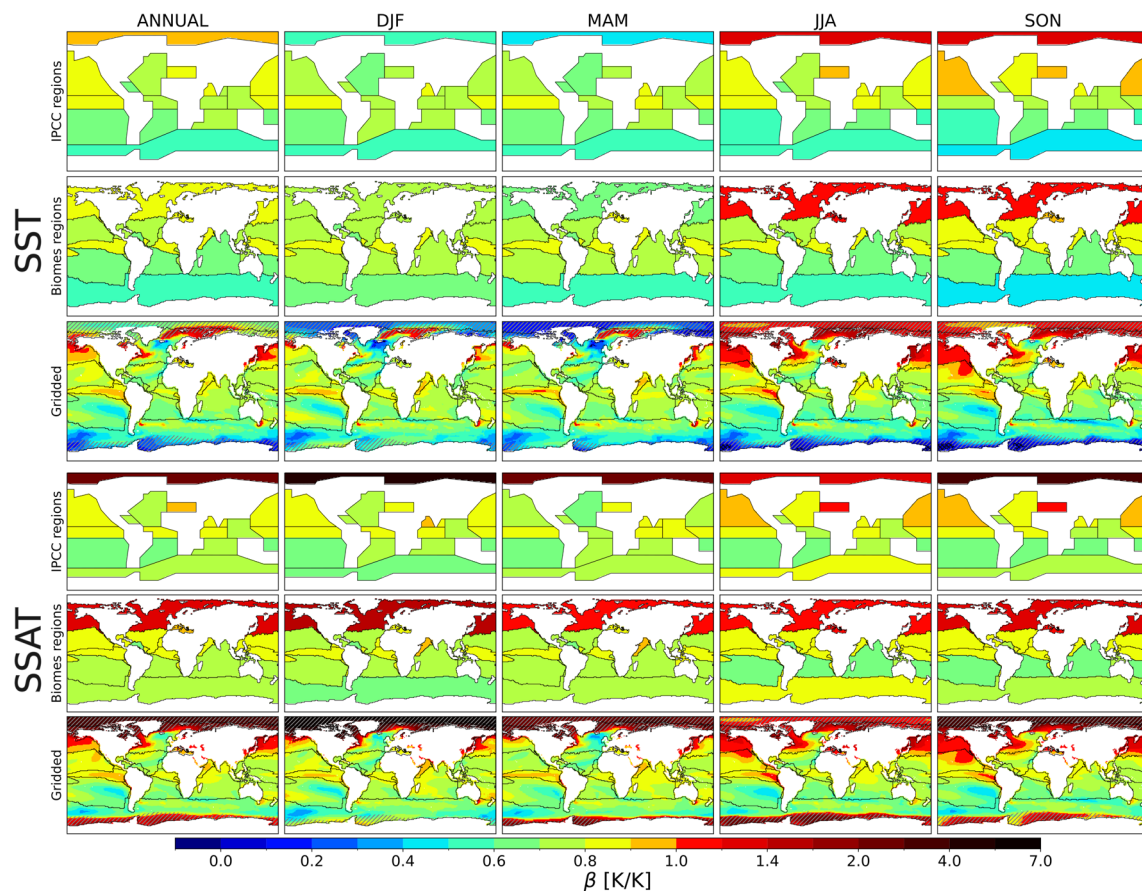 ANNUAL DJF MAM JJA SON
SST
IPCC regions
Biomes regions
Gridded
SSAT
IPCC regions
Biomes regions
Gridded
0.0 0.2 0.4 0.6 0.8 1.0 1.4 2.0 4.0 7.0
β [K/K]